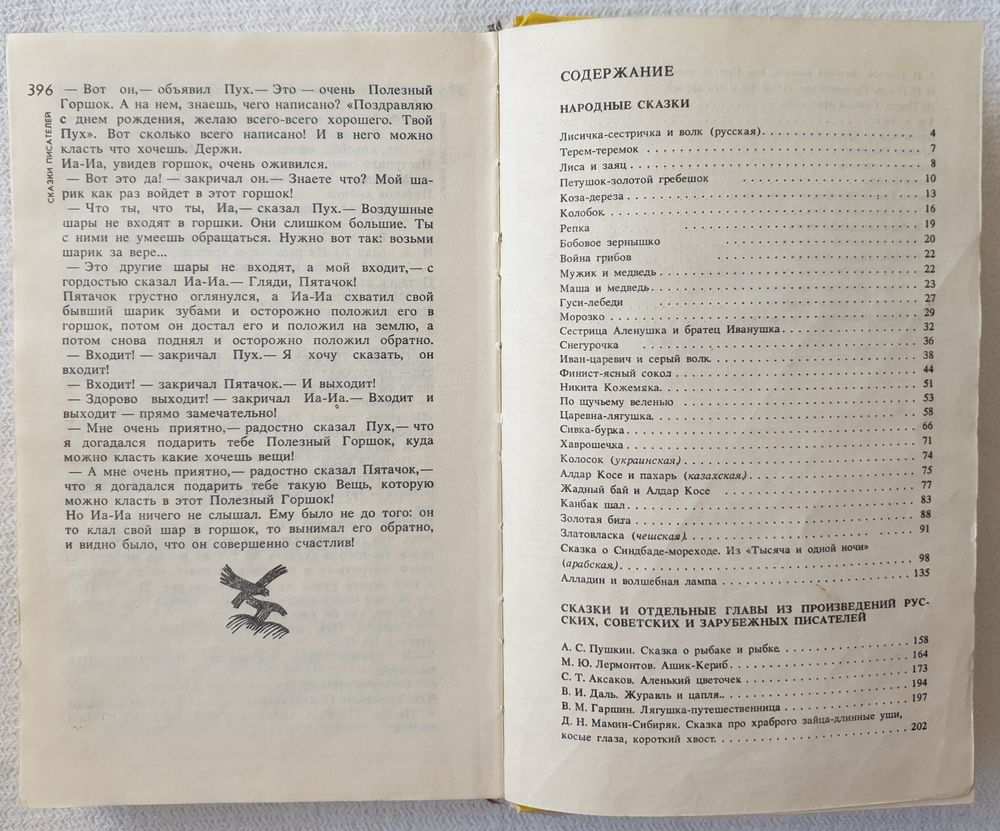 396
СКАЗКИ ПИСАТЕЛЕЙ
— Вот он,— объявил Пух.— Это — очень Полезный
Горшок. А на нем, знаешь, чего написано? «Поздравляю
с днем рождения, желаю всего-всего хорошего. Твой
Пух». Вот сколько всего написано! И в него можно
класть что хочешь. Держи.
Иа-Иа, увидев горшок, очень оживился.
— Вот это да! — закричал он.— Знаете что? Мой ша-
рик как раз войдет в этот горшок!
— Что ты, что ты, Иа,— сказал Пух.— Воздушные
шары не входят в горшки. Они слишком большие. Ты
с ними не умеешь обращаться. Нужно вот так: возьми
шарик за вере...
— Это другие шары не входят, а мой входит,— с
гордостью сказал Иа-Иа.— Гляди, Пятачок!
Пятачок грустно оглянулся, а Иа-Иа схватил свой
бывший шарик зубами и осторожно положил его в
горшок, потом он достал его и положил на землю, а
потом снова поднял и осторожно положил обратно.
— Входит! — закричал Пух.— Я хочу сказать, он
входит!
— Входит! — закричал Пятачок.— И выходит!
— Здорово выходит! — закричал Иа-Иа.— Входит и
выходит — прямо замечательно!
— Мне очень приятно,— радостно сказал Пух,— что
я догадался подарить тебе Полезный Горшок, куда
можно класть какие хочешь вещи!
— А мне очень приятно,— радостно сказал Пятачок,—
что я догадался подарить тебе такую Вещь, которую
можно класть в этот Полезный Горшок!
Но Иа-Иа ничего не слышал. Ему было не до того: он
то клал свой шар в горшок, то вынимал его обратно,
и видно было, что он совершенно счастлив!
СОДЕРЖАНИЕ
НАРОДНЫЕ СКАЗКИ
Лисичка-сестричка и волк (русская) 4
Терем-теремок 7
Лиса и заяц 8
Петушок-золотой гребешок 10
Коза-дереза 13
Колобок 16
Репка 19
Бобовое зернышко 20
Война грибов 22
Мужик и медведь 22
Маша и медведь 23
Гуси-лебеди 27
Морозко 29
Сестрица Аленушка и братец Иванушка 32
Снегурочка 36
Иван-царевич и серый волк 38
Финист-ясный сокол 44
Никита Кожемяка 51
По щучьему веленью 53
Царевна-лягушка 58
Сивка-бурка 66
Хаврошечка 71
Колосок (украинская) 74
Алдар Косе и пахарь (казахская) 75
Жадный бай и Алдар Косе 77
Канбак шал 83
Золотая бита 88
Златовласка (чешская) 91
Сказка о Синдбаде-мореходе. Из «Тысяча и одной ночи»
(арабская) 98
Алладин и волшебная лампа 135
СКАЗКИ И ОТДЕЛЬНЫЕ ГЛАВЫ ИЗ ПРОИЗВЕДЕНИЙ РУС-
СКИХ, СОВЕТСКИХ И ЗАРУБЕЖНЫХ ПИСАТЕЛЕЙ
А. С. Пушкин. Сказка о рыбаке и рыбке 158
М. Ю. Лермонтов. Ашик-Кериб 164
С. Т. Аксаков. Аленький цветочек 173
В. И. Даль. Журавль и цапля 194
В. М. Гаршин. Лягушка-путешественница 197
Д. Н. Мамин-Сибиряк. Сказка про храброго зайца-длинные уши,
косые глаза, короткий хвост 202